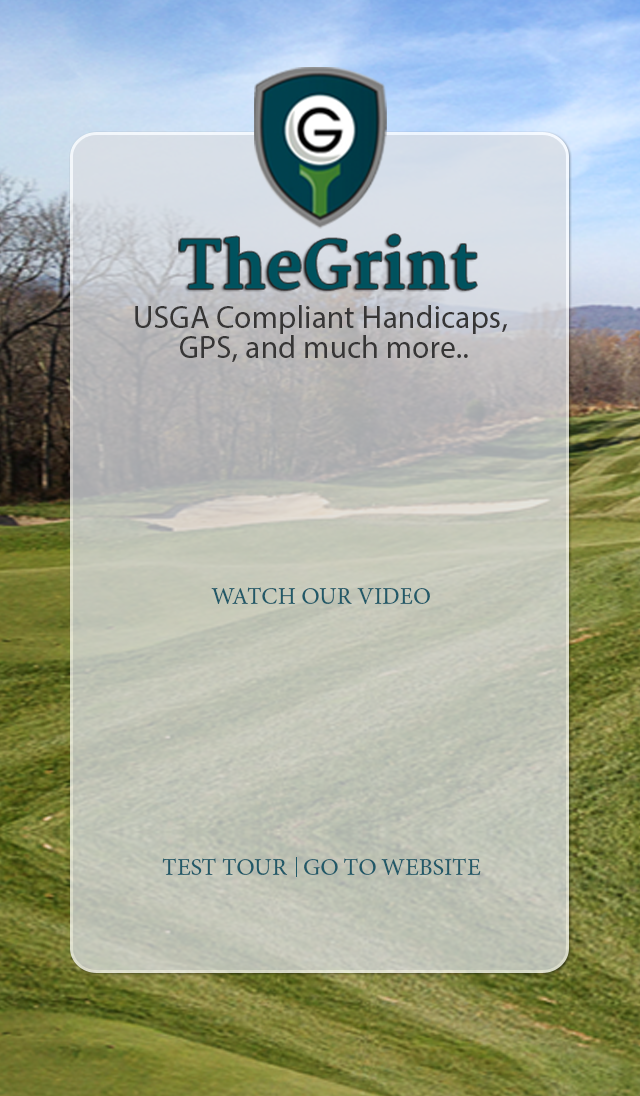 G
TheGrint
USGA Compliant Handicaps,
GPS, and much more..
WATCH OUR VIDEO
TEST TOUR | GO TO WEBSITE